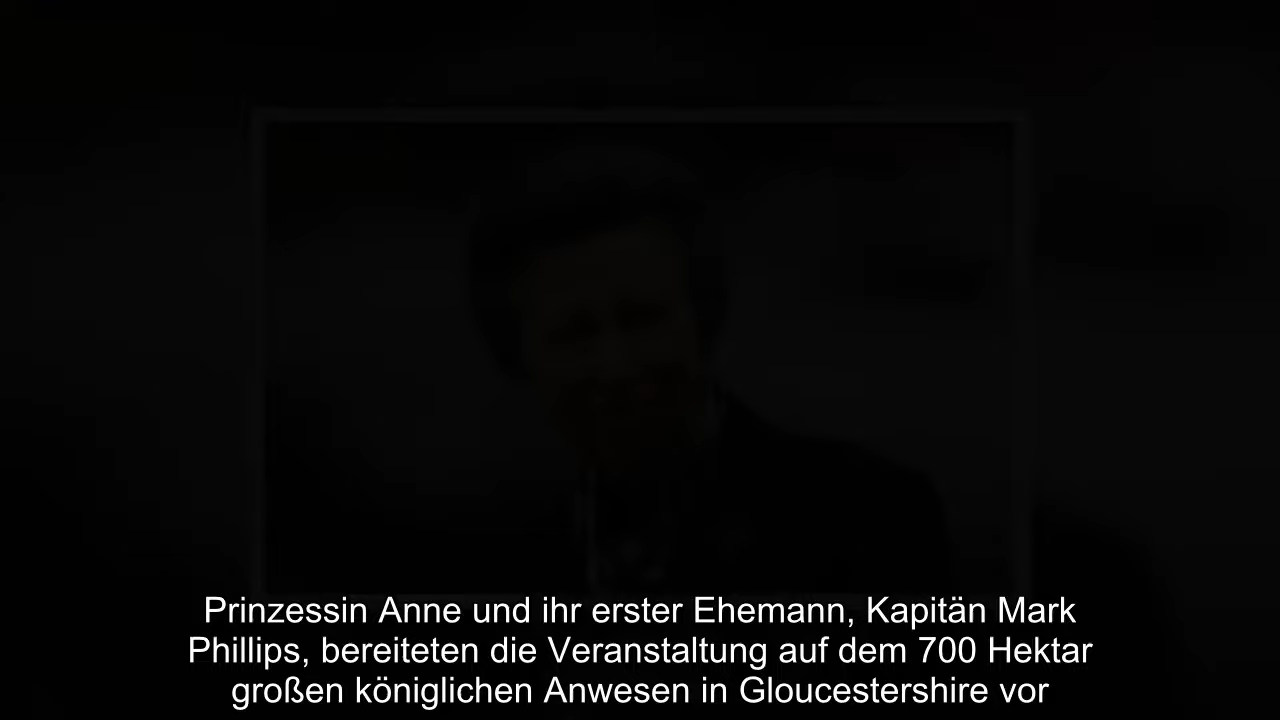 Prinzessin Anne und ihr erster Ehemann, Kapitän Mark
Phillips, bereiteten die Veranstaltung auf dem 700 Hektar
großen königlichen Anwesen in Gloucestershire vor